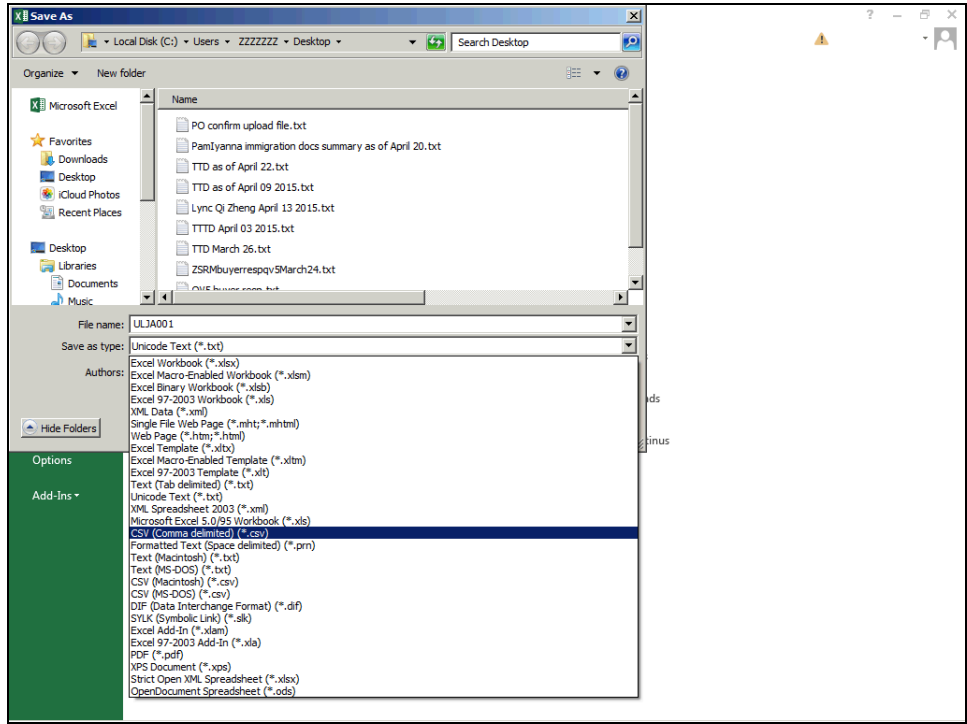 Save As
Local Disk (C:) Users ZZZZZZZ Desktop
Search Desktop
Organize New folder
Microsoft Excel
Favorites
Downloads
Desktop
iCloud Photos
Recent Places
Desktop
Libraries
Documents
Music
Name
PO confirm upload file.txt
PamIyanna immigration docs summary as of April 20.txt
TTD as of April 22.txt
TTD as of April 09 2015.txt
Lync Qi Zheng April 13 2015.txt
TTTD April 03 2015.txt
TTD March 26.txt
ZSRMbuyerrespqv5March24.txt
File name: ULJA001
Save as type: Unicode Text (*.txt)
Authors:
Excel Workbook (*.xlsx)
Excel Macro-Enabled Workbook (*.xlsm)
Excel Binary Workbook (*.xlsb)
Excel 97-2003 Workbook (*.xls)
XML Data (*.xml)
Single File Web Page (*.mht;*.mhtml)
Web Page (*.htm;*.html)
Excel Template (*.xltx)
Excel Macro-Enabled Template (*.xltm)
Excel 97-2003 Template (*.xlt)
Text (Tab delimited) (*.txt)
Unicode Text (*.txt)
XML Spreadsheet 2003 (*.xml)
Microsoft Excel 5.0/95 Workbook (*.xls)
CSV (Comma delimited) (*.csv)
Formatted Text (Space delimited) (*.prn)
Text (Macintosh) (*.txt)
Text (MS-DOS) (*.txt)
CSV (Macintosh) (*.csv)
CSV (MS-DOS) (*.csv)
DIF (Data Interchange Format) (*.dif)
SYLK (Symbolic Link) (*.slk)
Excel Add-In (*.xlam)
Excel 97-2003 Add-In (*.xla)
PDF (*.pdf)
XPS Document (*.xps)
Strict Open XML Spreadsheet (*.xlsx)
OpenDocument Spreadsheet (*.ods)
Hide Folders
Options
Add-Ins